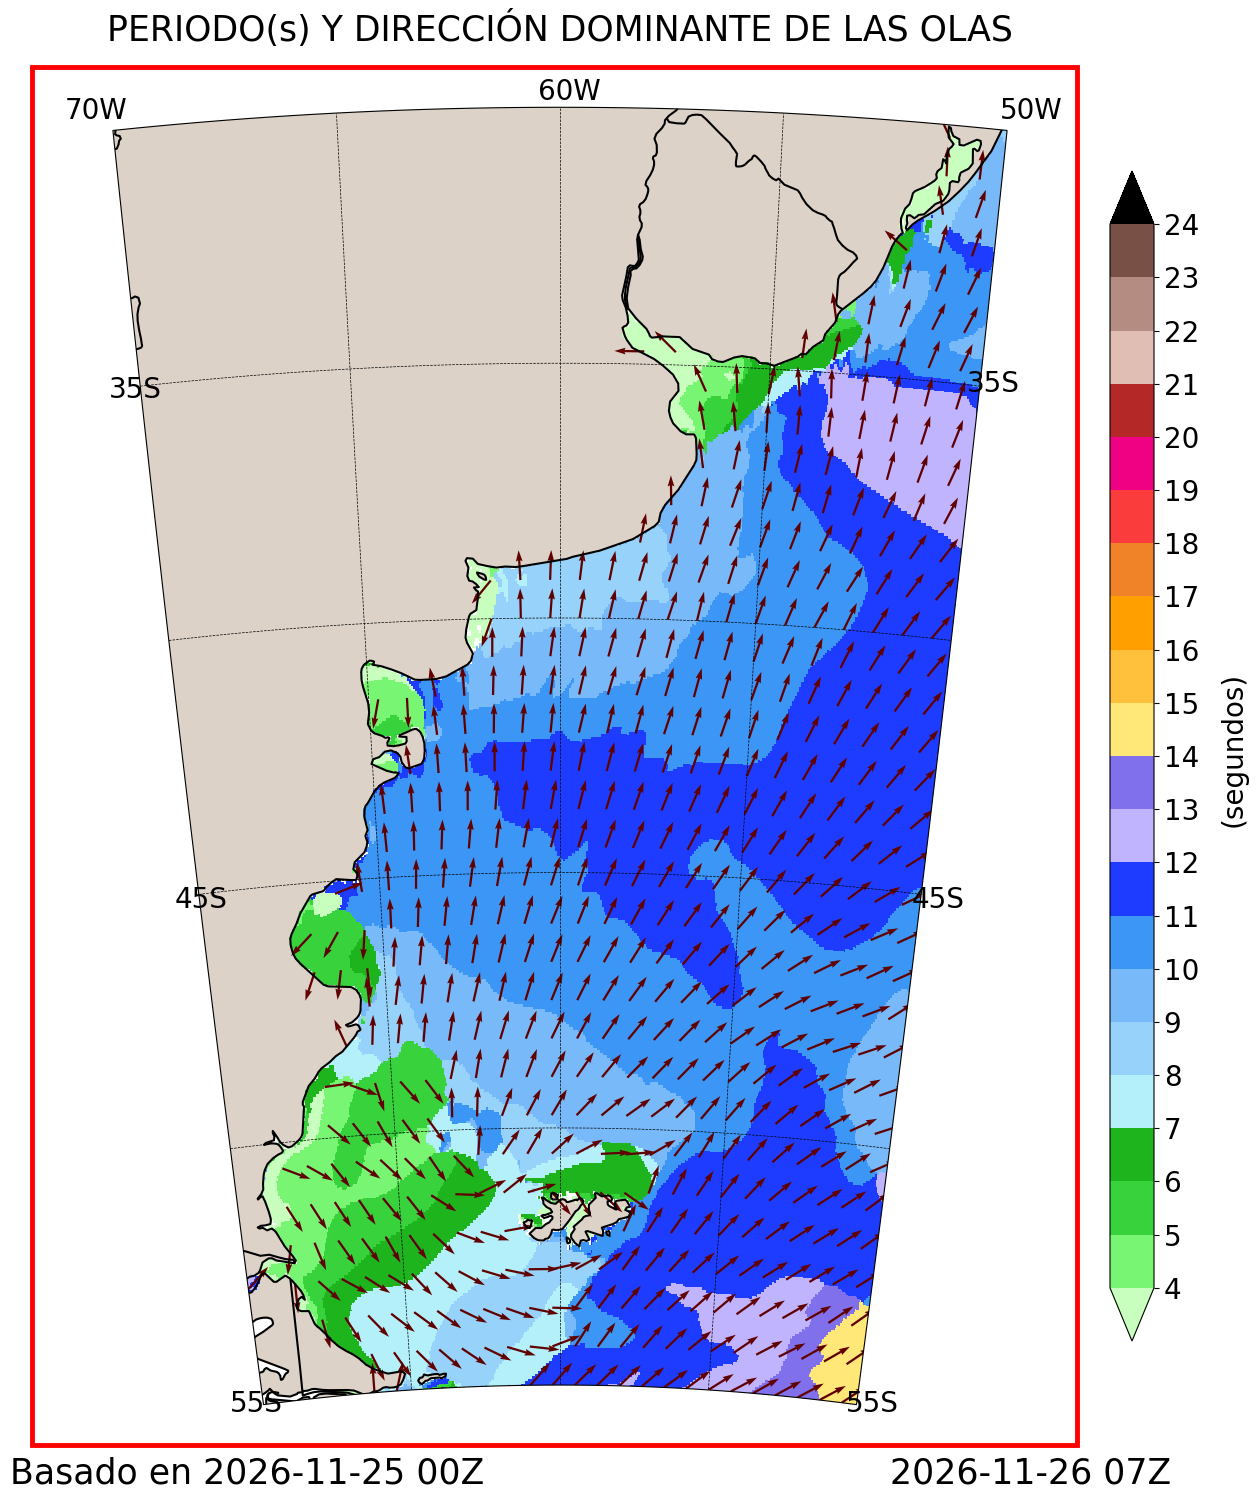 PERIODO(s) Y DIRECCIÓN DOMINANTE DE LAS OLAS
70W
60W
50W
35S
35S
45S
45S
55S
55S
24
23
22
21
20
19
18
17
16
15
14
13
12
11
10
9
8
7
6
5
4
(segundos)
Basado en 2026-11-25 00Z
2026-11-26 07Z